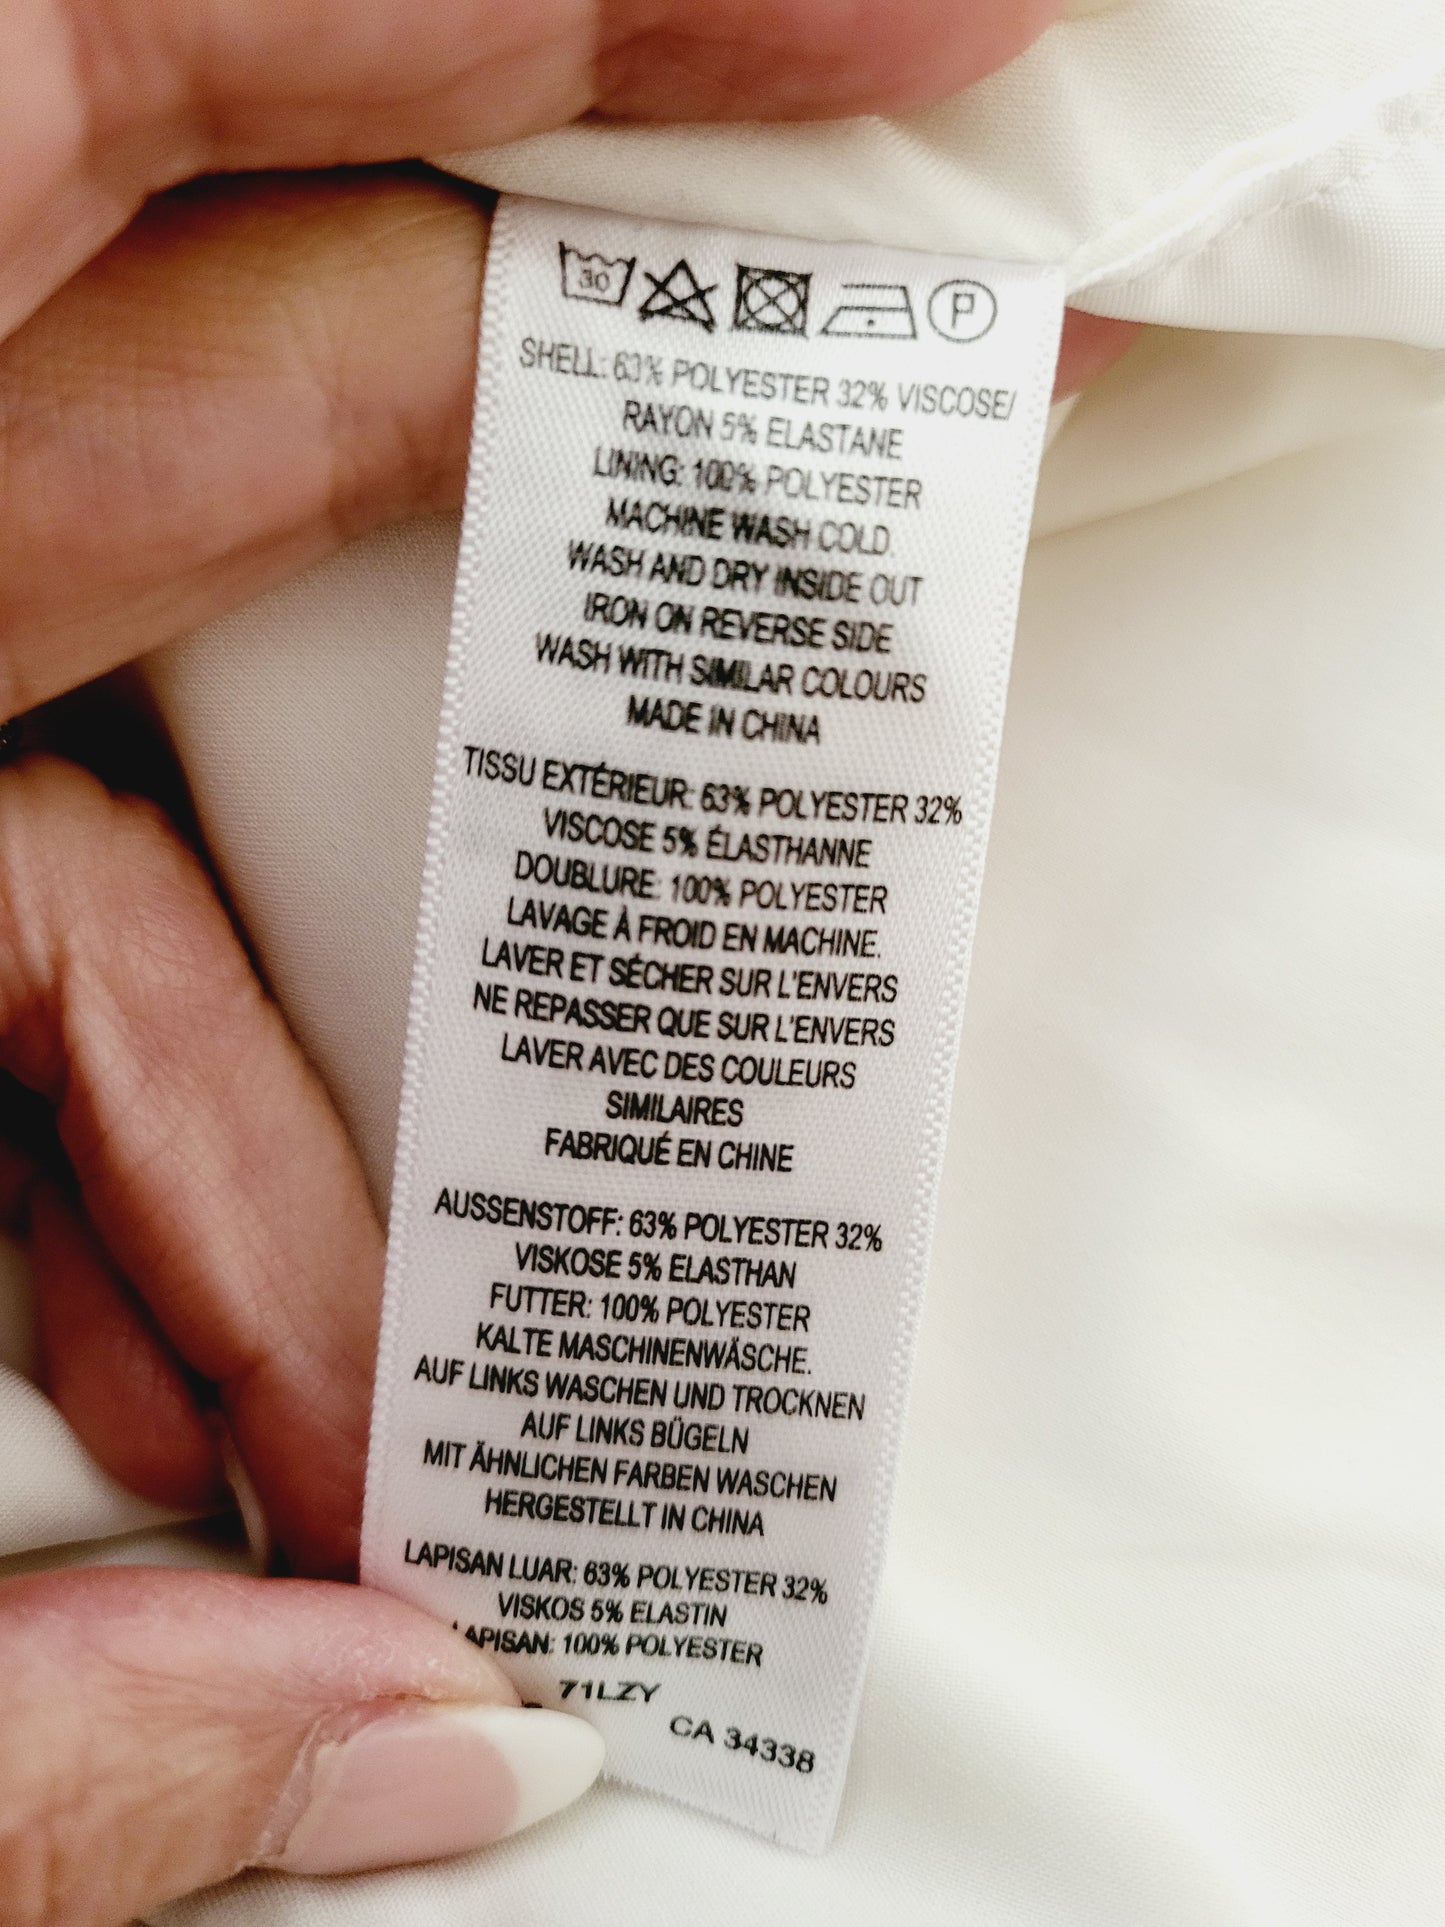 30 P
SHELL: 63% POLYESTER 32% VISCOSE/
RAYON 5% ELASTANE
LINING: 100% POLYESTER
MACHINE WASH COLD.
WASH AND DRY INSIDE OUT
IRON ON REVERSE SIDE
WASH WITH SIMILAR COLOURS
MADE IN CHINA
TISSU EXTÉRIEUR: 63% POLYESTER 32%
VISCOSE 5% ÉLASTHANNE
DOUBLURE: 100% POLYESTER
LAVAGE À FROID EN MACHINE.
LAVER ET SÉCHER SUR L'ENVERS
NE REPASSER QUE SUR L'ENVERS
LAVER AVEC DES COULEURS
SIMILAIRES
FABRIQUÉ EN CHINE
AUSSENSTOFF: 63% POLYESTER 32%
VISKOSE 5% ELASTHAN
FUTTER: 100% POLYESTER
KALTE MASCHINENWÄSCHE.
AUF LINKS WASCHEN UND TROCKNEN
AUF LINKS BÜGELN
MIT ÄHNLICHEN FARBEN WASCHEN
HERGESTELLT IN CHINA
LAPISAN LUAR: 63% POLYESTER 32%
VISKOS 5% ELASTIN
LAPISAN: 100% POLYESTER
71LZY
CA 34338